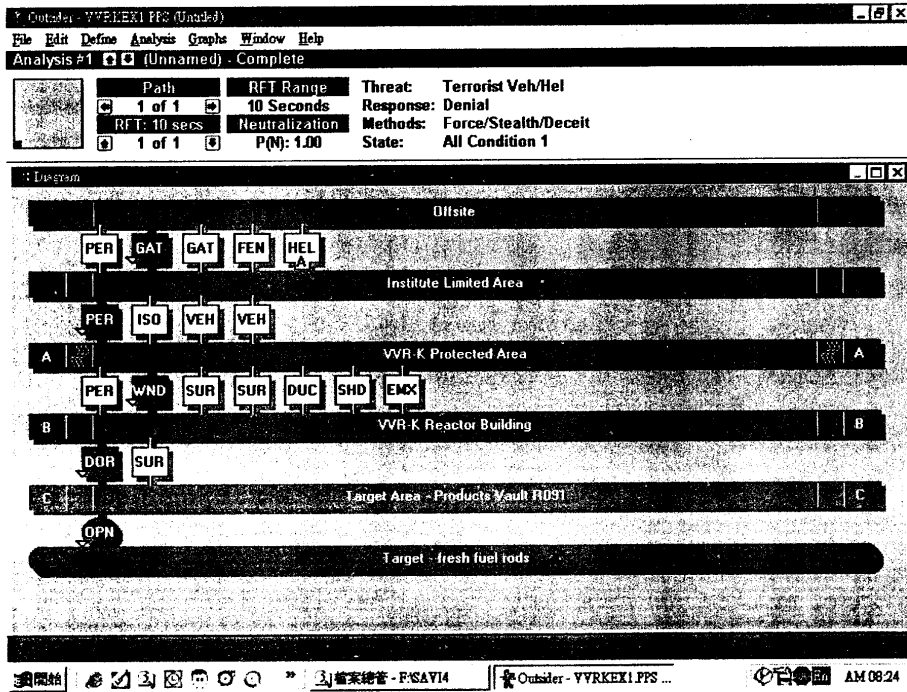 Outsider - VVRKEX1.PPS (Untitled)
File Edit Define Analysis Graphs Window Help
Analysis #1 (Unnamed) - Complete
Path RFT Range Threat: Terrorist Veh/Hel
1 of 1 10 Seconds Response: Denial
RFT: 10 secs Neutralization Methods: Force/Stealth/Deceit
1 of 1 P(N): 1.00 State: All Condition 1
Diagram
Offsite
PER GAT GAT FEN HEL
A
Institute Limited Area
PER ISO VEH VEH
A VVR-K Protected Area A
PER WND SUR SUR DUC SHD EMX
B VVR-K Reactor Building B
DOR SUR
C Target Area - Products Vault R091 C
OPN
Target - fresh fuel rods
開始 » 檔案總管 - F:\SAVI4 Outsider - VVRKEX1.PPS ... AM 08:24